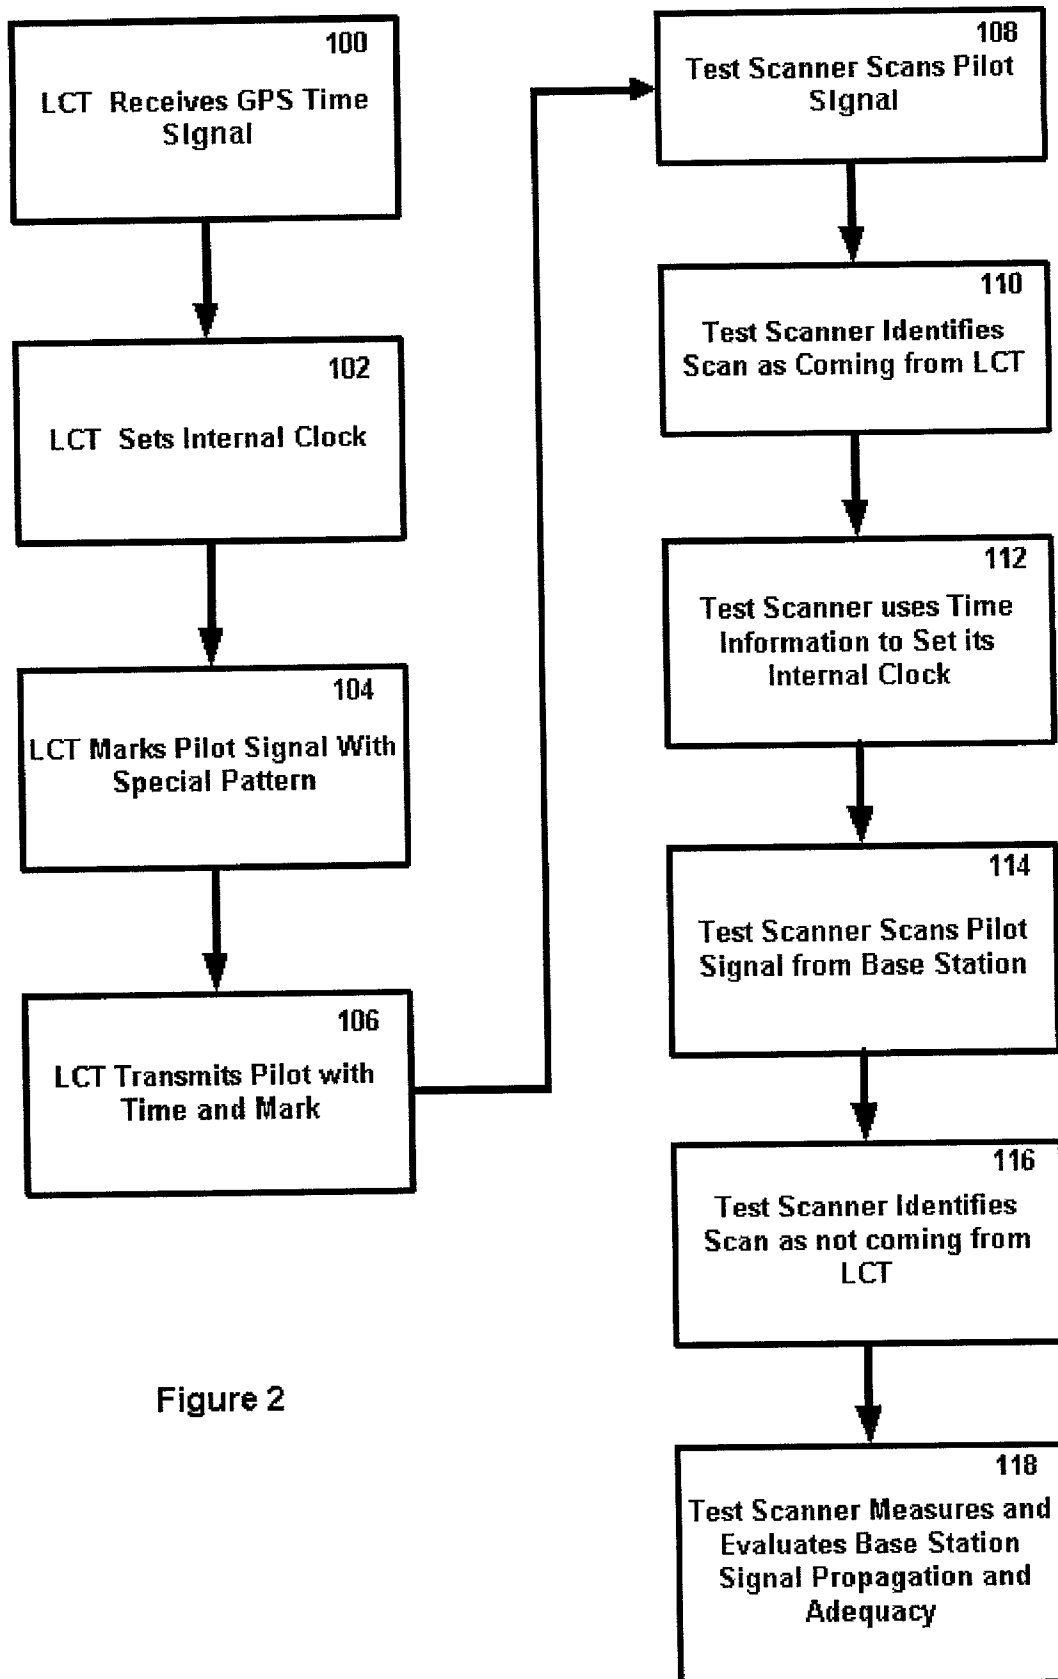 100
LCT Receives GPS Time
SIgnal
102
LCT Sets Internal Clock
104
LCT Marks Pilot Signal With
Special Pattern
106
LCT Transmits Pilot with
Time and Mark
Figure 2
108
Test Scanner Scans Pilot
SIgnal
110
Test Scanner Identifies
Scan as Coming from LCT
112
Test Scanner uses Time
Information to Set its
Internal Clock
114
Test Scanner Scans Pilot
Signal from Base Station
116
Test Scanner Identifies
Scan as not coming from
LCT
118
Test Scanner Measures and
Evaluates Base Station
Signal Propagation and
Adequacy